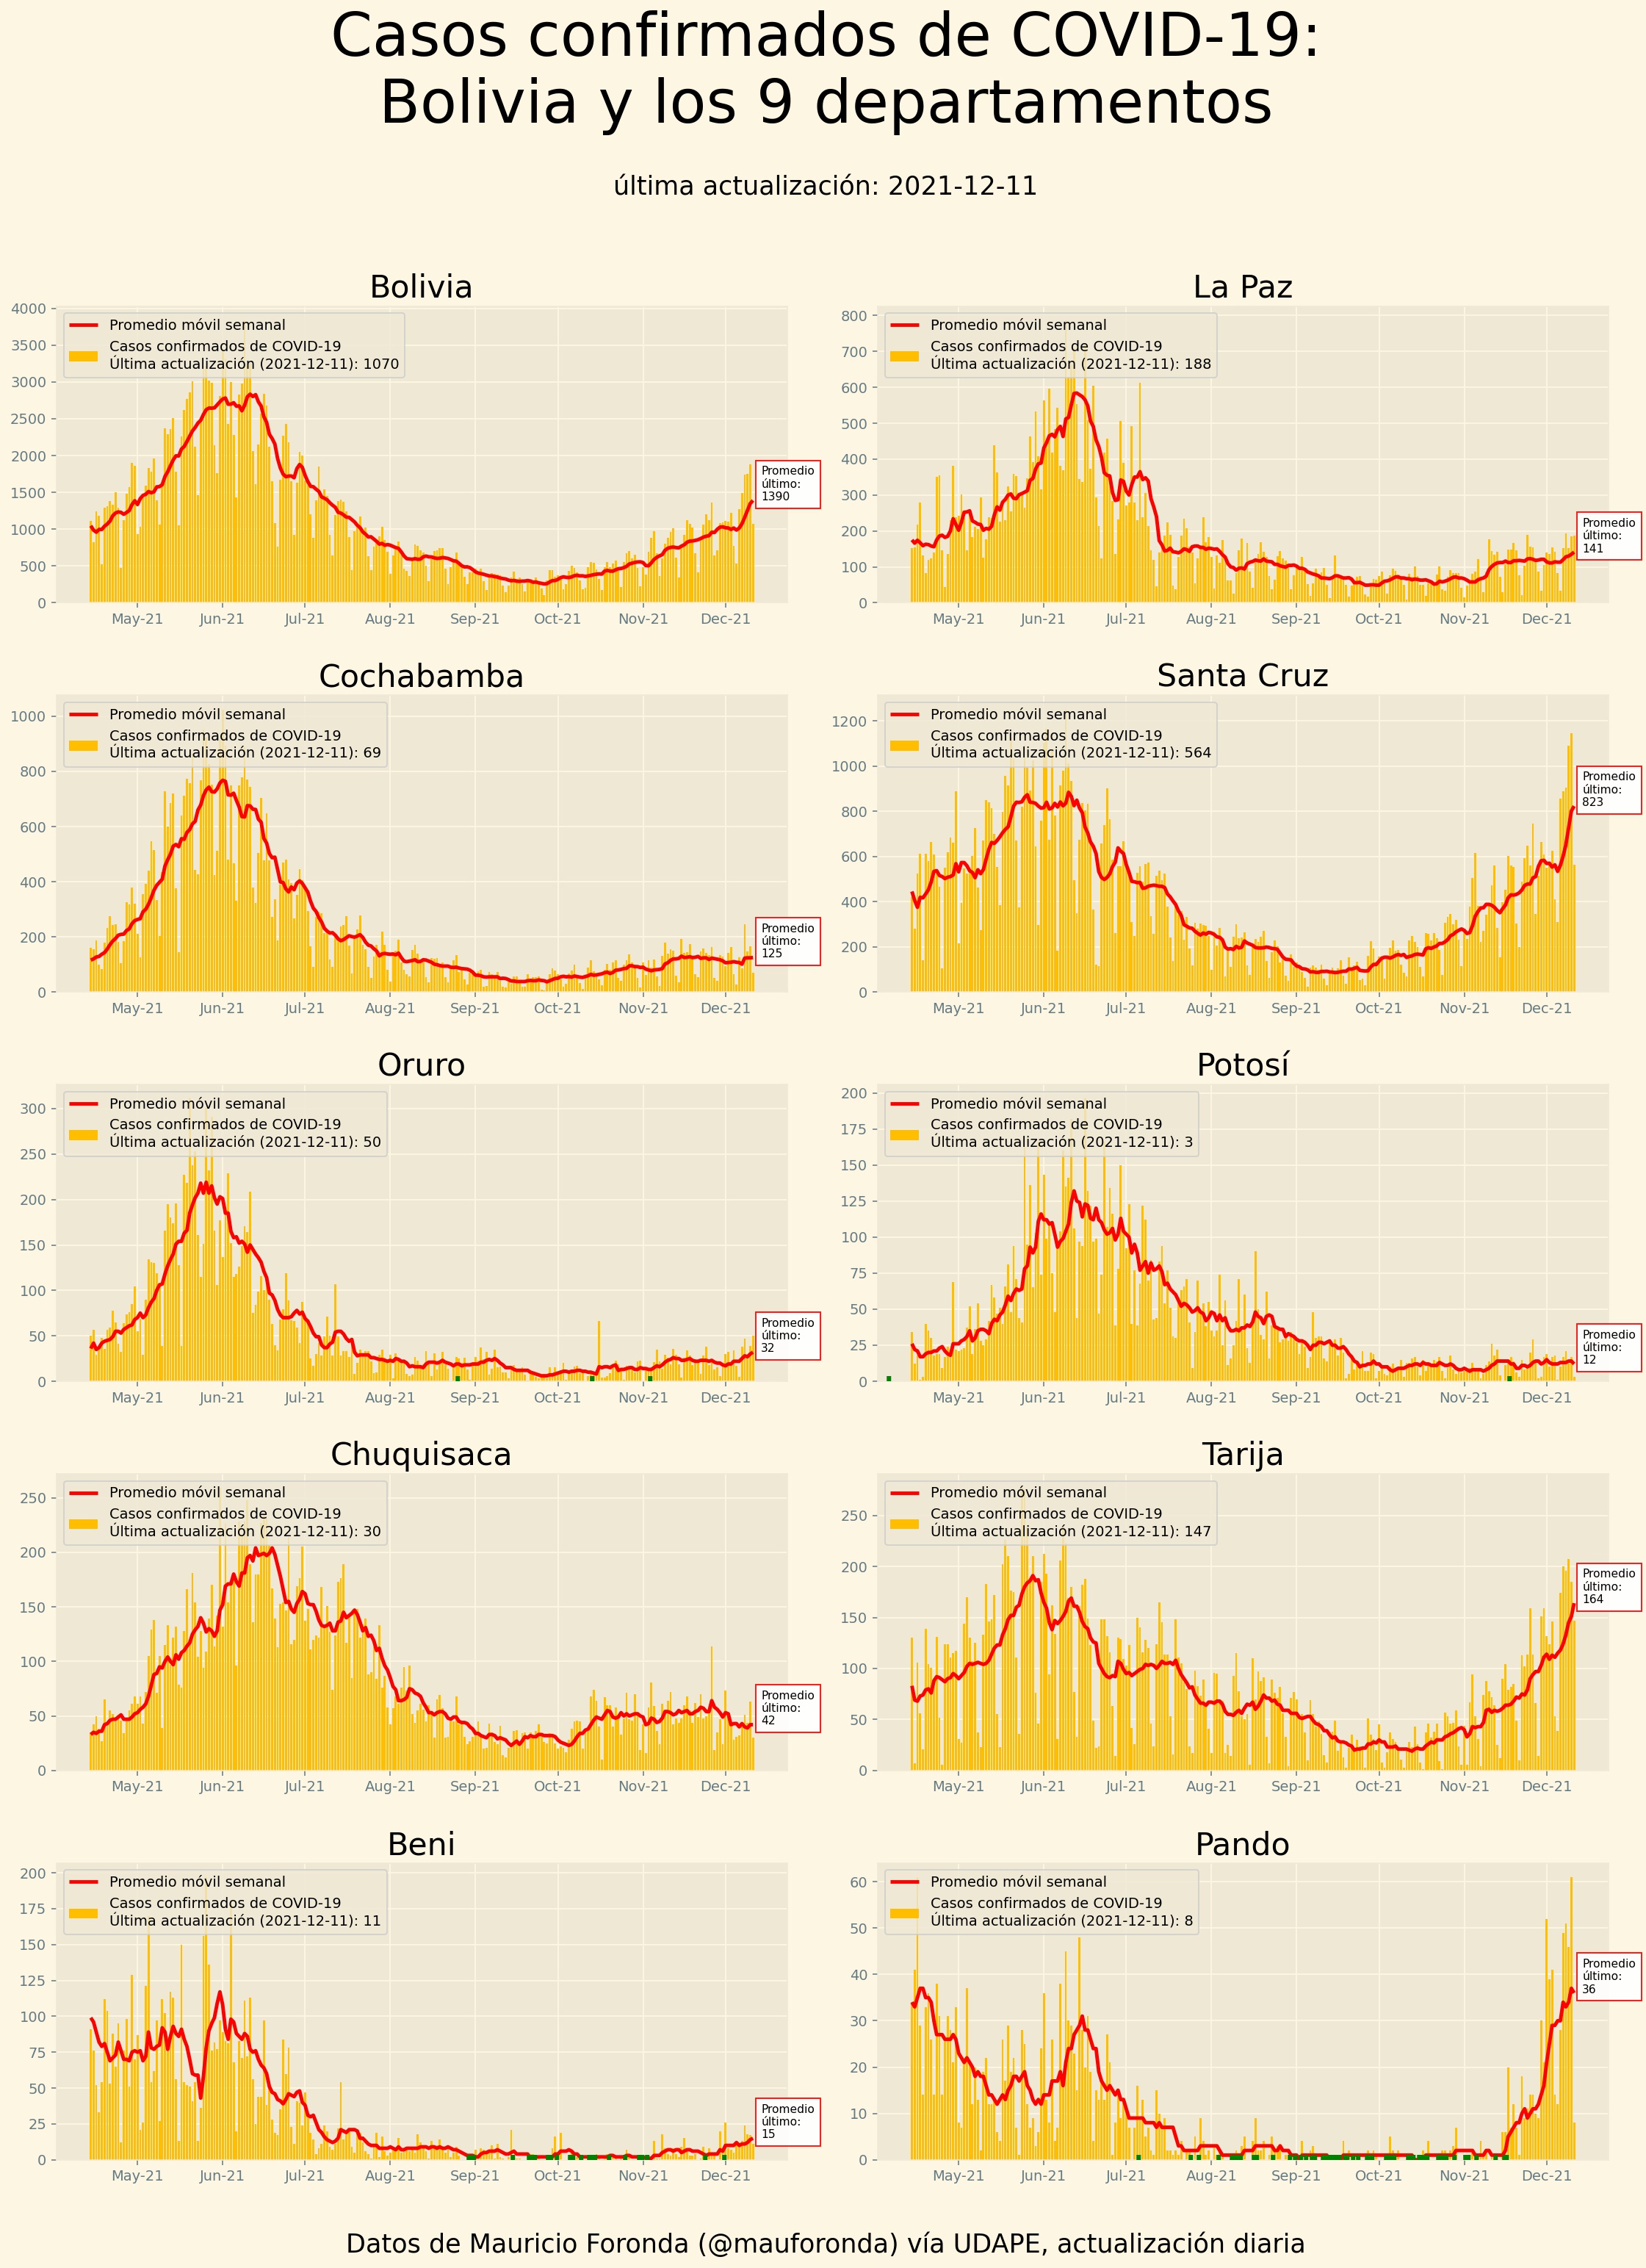 Casos confirmados de COVID-19:
Bolivia y los 9 departamentos
última actualización: 2021-12-11
Bolivia
4000
3500
3000
2500
2000
1500
1000
500
0
Promedio móvil semanal
Casos confirmados de COVID-19
Última actualización (2021-12-11): 1070
Promedio
último:
1390
May-21 Jun-21 Jul-21 Aug-21 Sep-21 Oct-21 Nov-21 Dec-21
La Paz
800
700
600
500
400
300
200
100
0
Promedio móvil semanal
Casos confirmados de COVID-19
Última actualización (2021-12-11): 188
Promedio
último:
141
May-21 Jun-21 Jul-21 Aug-21 Sep-21 Oct-21 Nov-21 Dec-21
Cochabamba
1000
800
600
400
200
0
Promedio móvil semanal
Casos confirmados de COVID-19
Última actualización (2021-12-11): 69
Promedio
último:
125
May-21 Jun-21 Jul-21 Aug-21 Sep-21 Oct-21 Nov-21 Dec-21
Santa Cruz
1200
1000
800
600
400
200
0
Promedio móvil semanal
Casos confirmados de COVID-19
Última actualización (2021-12-11): 564
Promedio
último:
823
May-21 Jun-21 Jul-21 Aug-21 Sep-21 Oct-21 Nov-21 Dec-21
Oruro
300
250
200
150
100
50
0
Promedio móvil semanal
Casos confirmados de COVID-19
Última actualización (2021-12-11): 50
Promedio
último:
32
May-21 Jun-21 Jul-21 Aug-21 Sep-21 Oct-21 Nov-21 Dec-21
Potosí
200
175
150
125
100
75
50
25
0
Promedio móvil semanal
Casos confirmados de COVID-19
Última actualización (2021-12-11): 3
Promedio
último:
12
May-21 Jun-21 Jul-21 Aug-21 Sep-21 Oct-21 Nov-21 Dec-21
Chuquisaca
250
200
150
100
50
0
Promedio móvil semanal
Casos confirmados de COVID-19
Última actualización (2021-12-11): 30
Promedio
último:
42
May-21 Jun-21 Jul-21 Aug-21 Sep-21 Oct-21 Nov-21 Dec-21
Tarija
250
200
150
100
50
0
Promedio móvil semanal
Casos confirmados de COVID-19
Última actualización (2021-12-11): 147
Promedio
último:
164
May-21 Jun-21 Jul-21 Aug-21 Sep-21 Oct-21 Nov-21 Dec-21
Beni
200
175
150
125
100
75
50
25
0
Promedio móvil semanal
Casos confirmados de COVID-19
Última actualización (2021-12-11): 11
Promedio
último:
15
May-21 Jun-21 Jul-21 Aug-21 Sep-21 Oct-21 Nov-21 Dec-21
Pando
60
50
40
30
20
10
0
Promedio móvil semanal
Casos confirmados de COVID-19
Última actualización (2021-12-11): 8
Promedio
último:
36
May-21 Jun-21 Jul-21 Aug-21 Sep-21 Oct-21 Nov-21 Dec-21
Datos de Mauricio Foronda (@mauforonda) vía UDAPE, actualización diaria